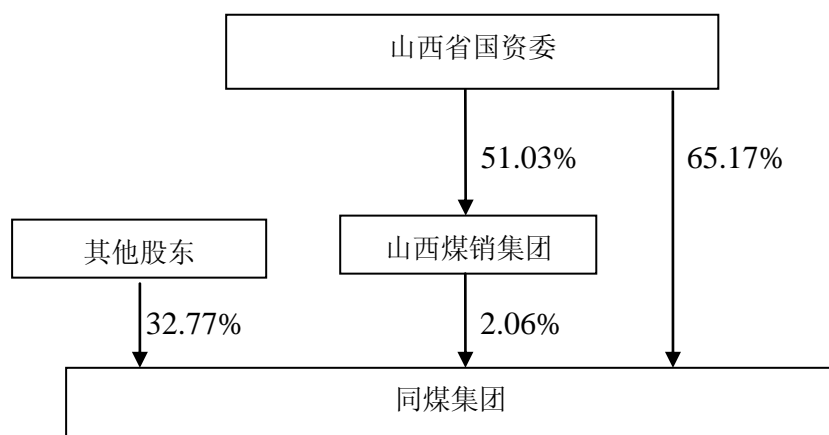 山西省国资委
51.03%
65.17%
其他股东
山西煤销集团
32.77%
2.06%
同煤集团